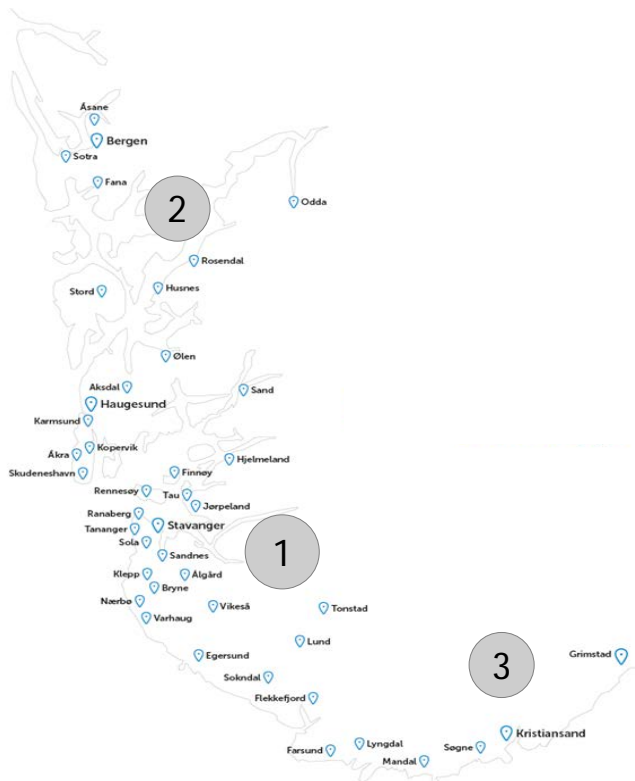 Åsane
Bergen
Sotra
Fana
2
Odda
Rosendal
Stord
Husnes
Ølen
Aksdal
Sand
Haugesund
Karmsund
Kopervik
Åkra
Hjelmeland
Skudeneshavn
Finnøy
Rennesøy
Tau
Jørpeland
Ranaberg
Stavanger
Tananger
Sola
1
Sandnes
Klepp
Ålgård
Bryne
Nærbø
Vikeså
Tonstad
Varhaug
Lund
Egersund
Grimstad
3
Sokndal
Flekkefjord
Kristiansand
Lyngdal
Søgne
Farsund
Mandal